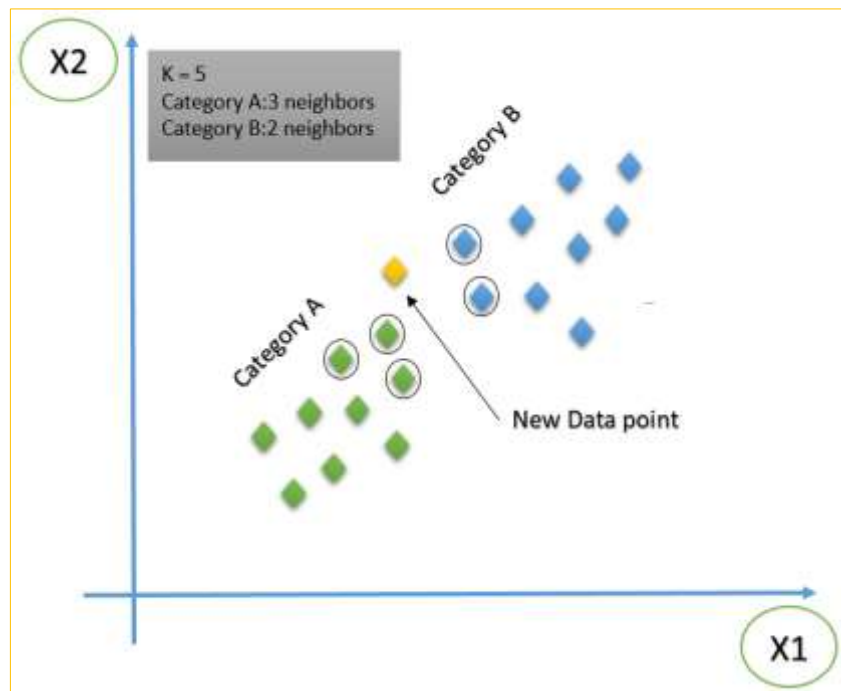 X2
K = 5
Category A:3 neighbors
Category B:2 neighbors
Category B
Category A
New Data point
X1